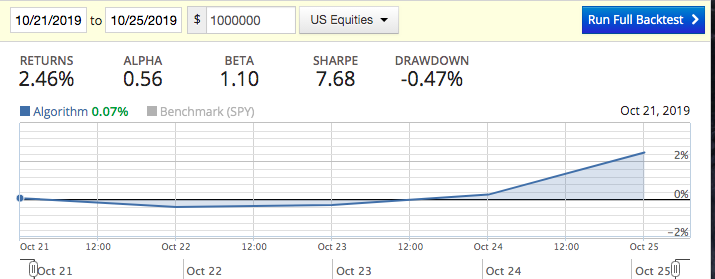 10/21/2019 to 10/25/2019 $ 1000000 US Equities Run Full Backtest >
RETURNS ALPHA BETA SHARPE DRAWDOWN
2.46% 0.56 1.10 7.68 -0.47%
Algorithm 0.07% Benchmark (SPY) Oct 21, 2019
2%
0%
-2%
Oct 21 12:00 Oct 22 12:00 Oct 23 12:00 Oct 24 12:00 Oct 25
Oct 21 Oct 22 Oct 23 Oct 24 Oct 25